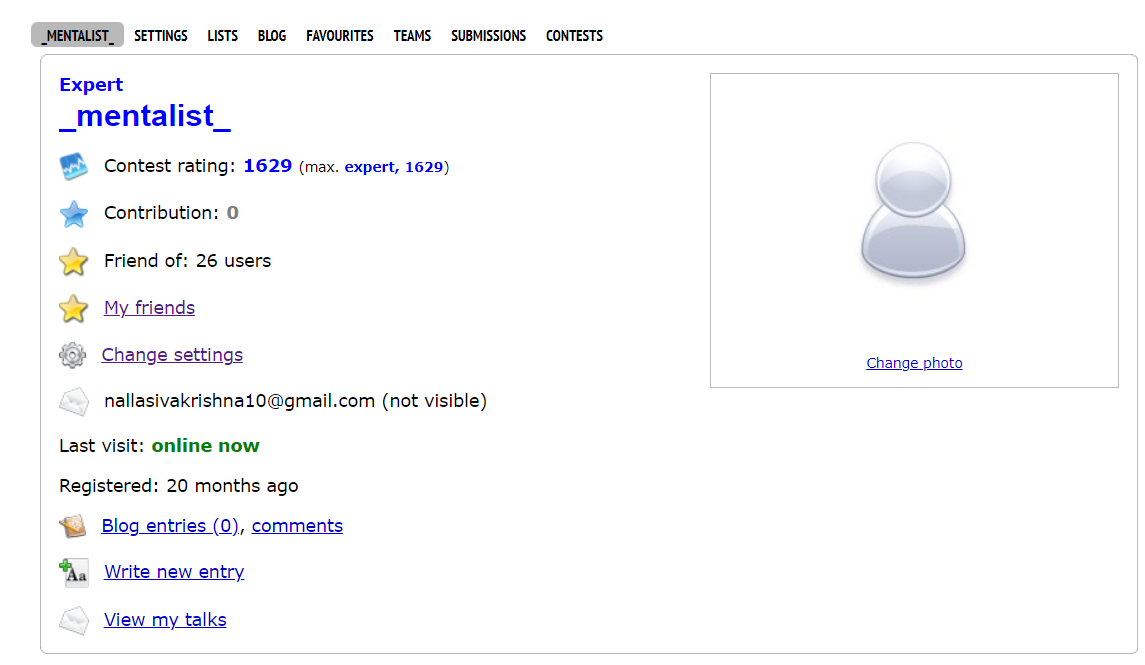 _MENTALIST_ SETTINGS LISTS BLOG FAVOURITES TEAMS SUBMISSIONS CONTESTS
Expert
_mentalist_
Contest rating: 1629 (max. expert, 1629)
Contribution: 0
Friend of: 26 users
My friends
Change settings
nallasivakrishna10@gmail.com (not visible)
Last visit: online now
Registered: 20 months ago
Blog entries (0), comments
Aa Write new entry
View my talks
Change photo